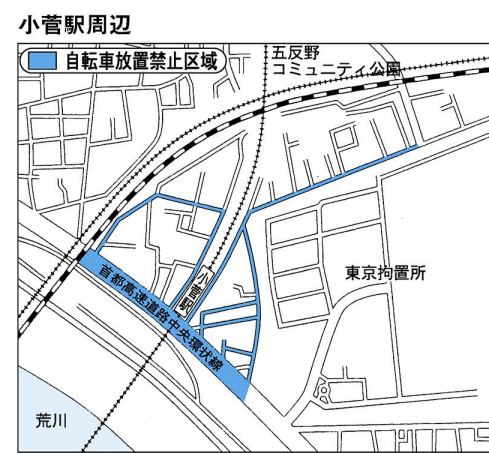 小菅駅周辺
自転車放置禁止区域
五反野
コミュニティ公園
東京拘置所
小菅駅
首都高速道路中央環状線
荒川